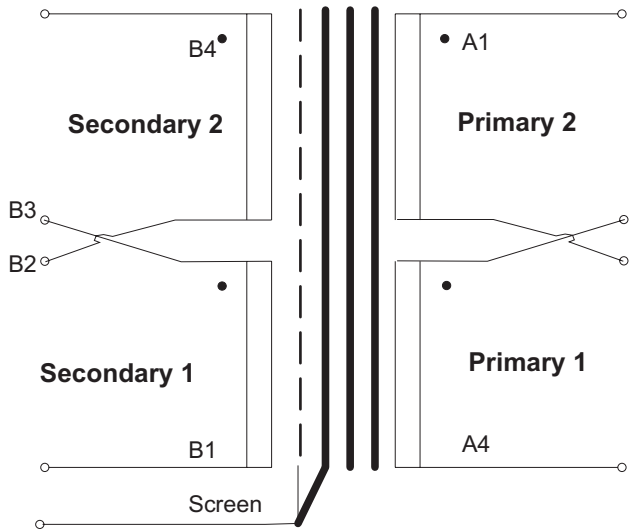 B4
A1
Secondary 2
Primary 2
B3
B2
Secondary 1
Primary 1
B1
A4
Screen